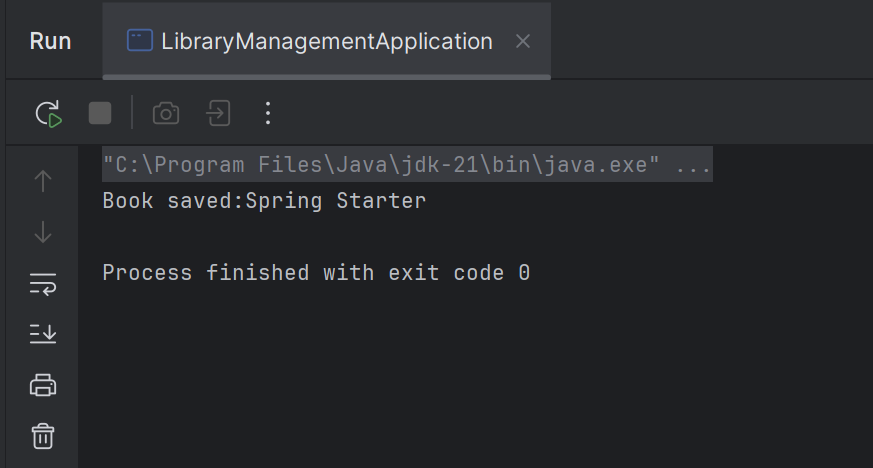 Run
LibraryManagementApplication
"C:\Program Files\Java\jdk-21\bin\java.exe" ...
Book saved:Spring Starter
Process finished with exit code 0